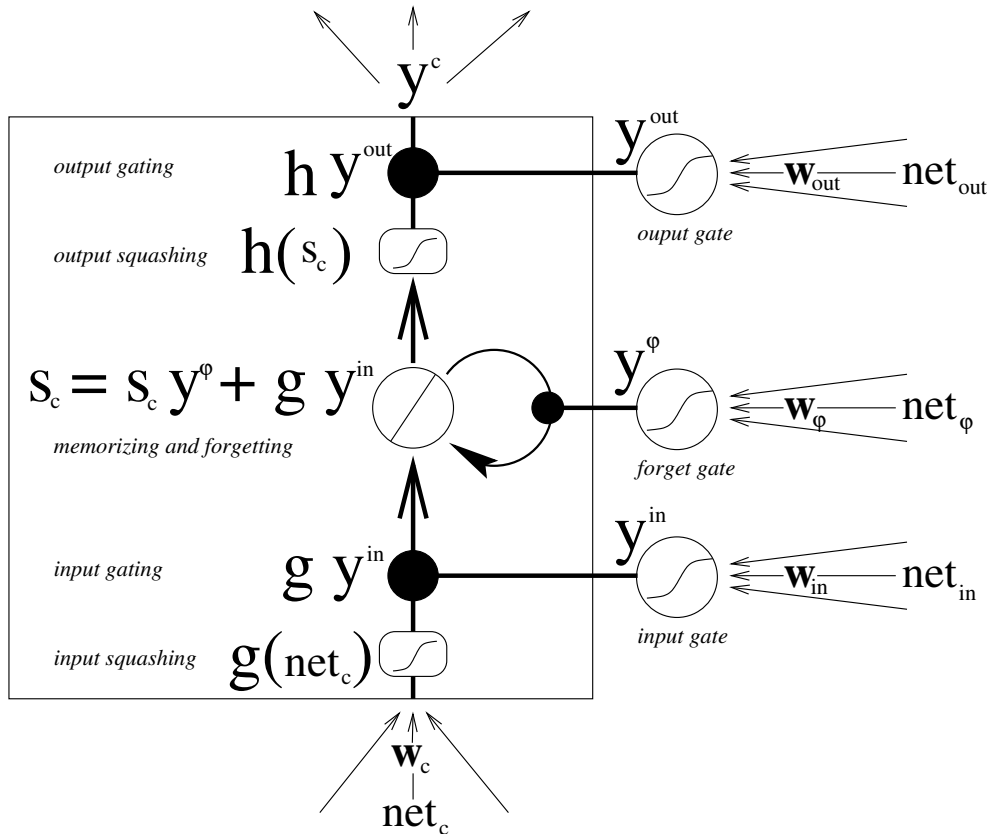 y^c
output gating
h y^out
y^out
w_out
net_out
ouput gate
output squashing
h(s_c)
s_c = s_c y^φ + g y^in
memorizing and forgetting
y^φ
w_φ
net_φ
forget gate
input gating
g y^in
y^in
w_in
net_in
input gate
input squashing
g(net_c)
w_c
net_c